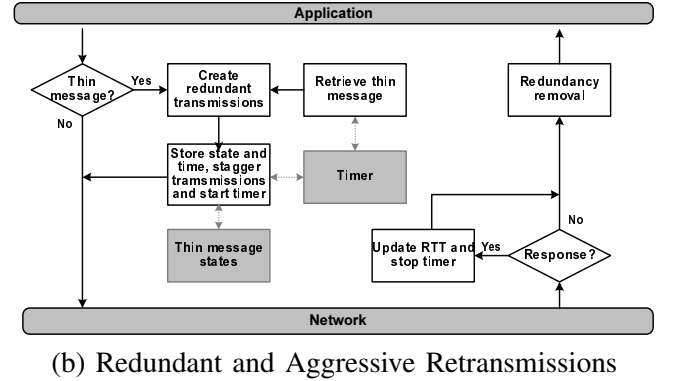 Application
Thin
message?
Yes
No
Create
redundant
transmissions
Retrieve thin
message
Redundancy
removal
Store state and
time, stagger
tramsmissions
and start timer
Timer
Thin message
states
Update RTT and
stop timer
Yes
Response?
No
Network
(b) Redundant and Aggressive Retransmissions